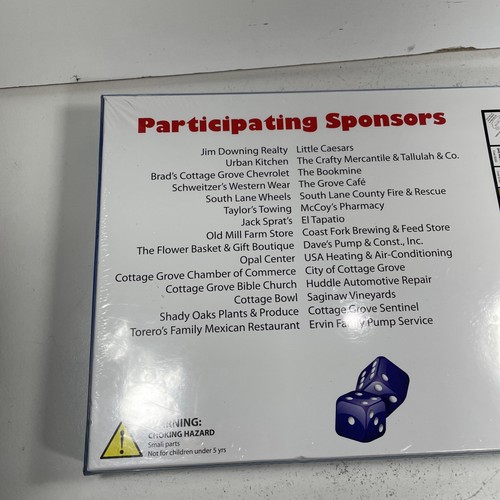 Participating Sponsors
Jim Downing Realty Little Caesars
Urban Kitchen The Crafty Mercantile & Tallulah & Co.
Brad's Cottage Grove Chevrolet The Bookmine
Schweitzer's Western Wear The Grove Café
South Lane Wheels South Lane County Fire & Rescue
Taylor's Towing McCoy's Pharmacy
Jack Sprat's El Tapatio
Old Mill Farm Store Coast Fork Brewing & Feed Store
The Flower Basket & Gift Boutique Dave's Pump & Const., Inc.
Opal Center USA Heating & Air-Conditioning
Cottage Grove Chamber of Commerce City of Cottage Grove
Cottage Grove Bible Church Huddle Automotive Repair
Cottage Bowl Saginaw Vineyards
Shady Oaks Plants & Produce Cottage Grove Sentinel
Torero's Family Mexican Restaurant Ervin Family Pump Service
WARNING:
CHOKING HAZARD
Small parts
Not for children under 5 yrs